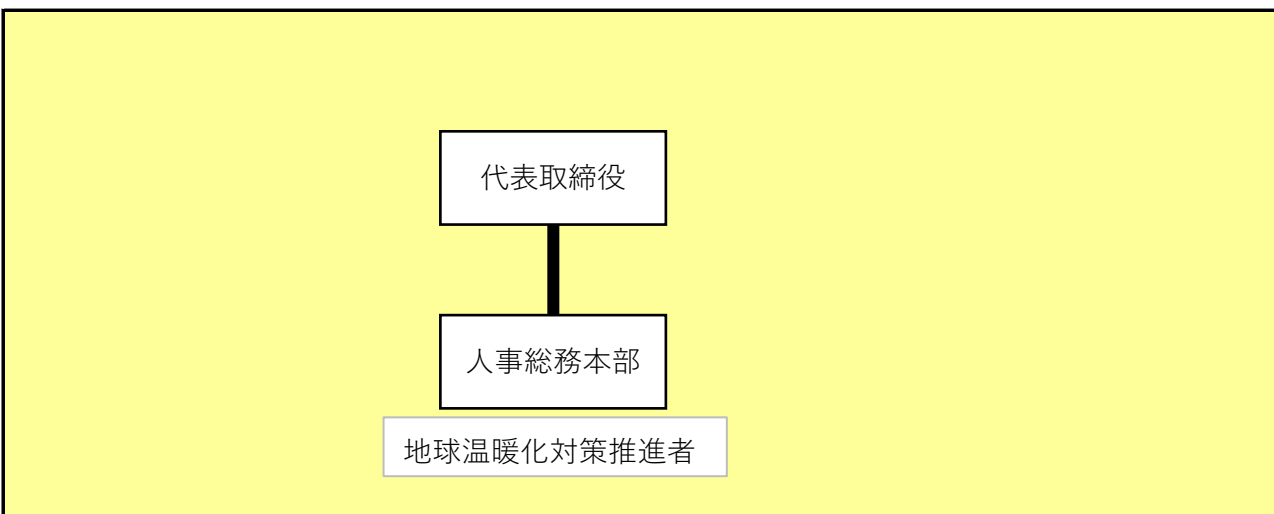 代表取締役
人事総務本部
地球温暖化対策推進者